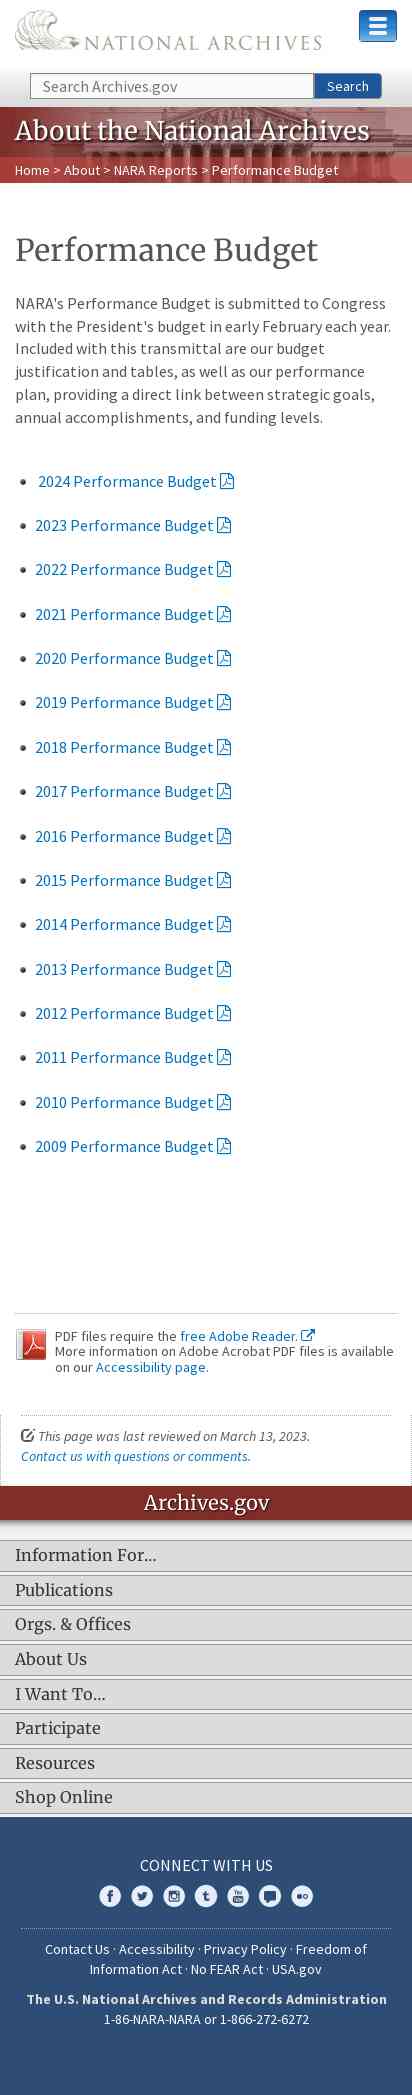 NATIONAL ARCHIVES
Search Archives.gov
Search
About the National Archives
Home > About > NARA Reports > Performance Budget
Performance Budget
NARA's Performance Budget is submitted to Congress
with the President's budget in early February each year.
Included with this transmittal are our budget
justification and tables, as well as our performance
plan, providing a direct link between strategic goals,
annual accomplishments, and funding levels.
2024 Performance Budget
2023 Performance Budget
2022 Performance Budget
2021 Performance Budget
2020 Performance Budget
2019 Performance Budget
2018 Performance Budget
2017 Performance Budget
2016 Performance Budget
2015 Performance Budget
2014 Performance Budget
2013 Performance Budget
2012 Performance Budget
2011 Performance Budget
2010 Performance Budget
2009 Performance Budget
PDF files require the free Adobe Reader.
More information on Adobe Acrobat PDF files is available
on our Accessibility page.
This page was last reviewed on March 13, 2023.
Contact us with questions or comments.
Archives.gov
Information For…
Publications
Orgs. & Offices
About Us
I Want To…
Participate
Resources
Shop Online
CONNECT WITH US
Contact Us · Accessibility · Privacy Policy · Freedom of
Information Act · No FEAR Act · USA.gov
The U.S. National Archives and Records Administration
1-86-NARA-NARA or 1-866-272-6272